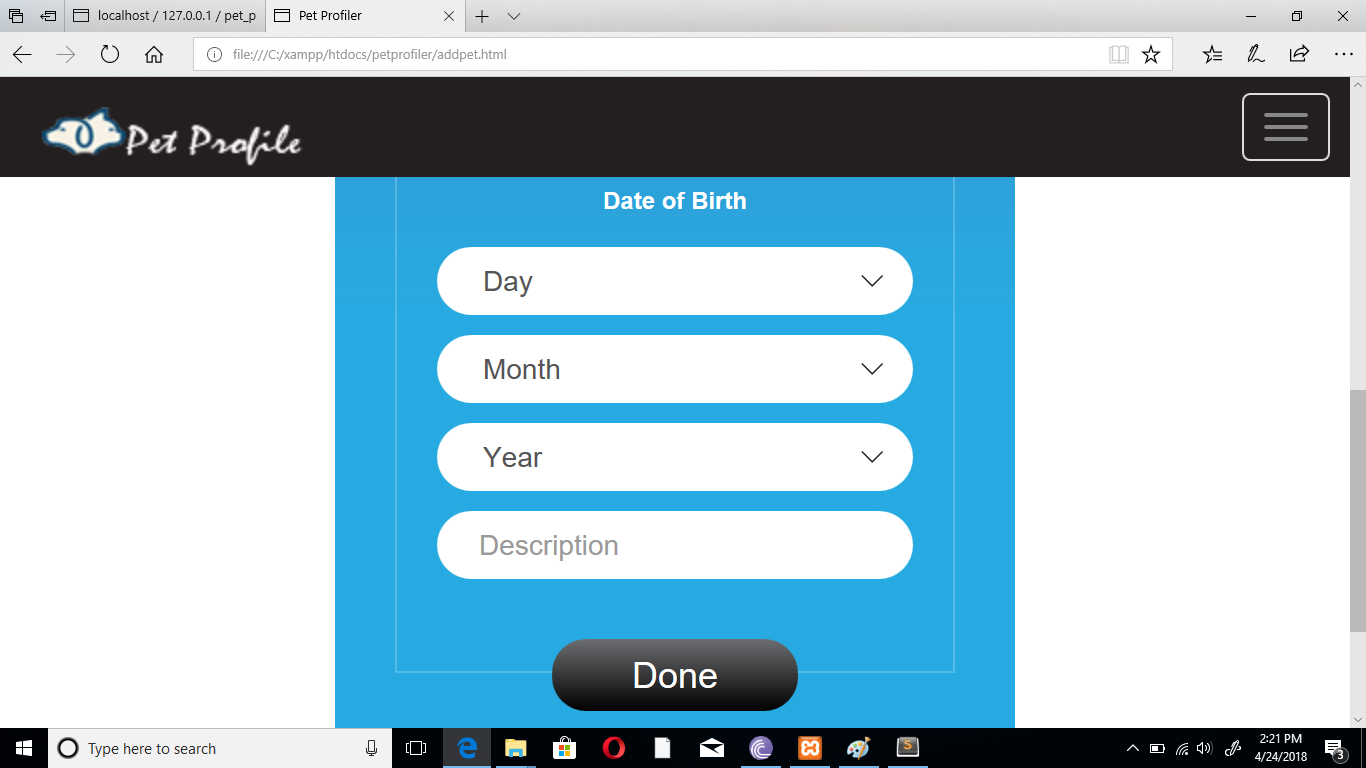 localhost / 127.0.0.1 / pet_p
Pet Profiler
file:///C:/xampp/htdocs/petprofiler/addpet.html
Pet Profile
Date of Birth
Day
Month
Year
Description
Done
Type here to search
S
2:21 PM
4/24/2018
3